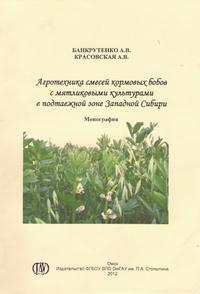 БАНКРУТЕНКО А.В.
КРАСОВСКАЯ А.В.
Агротехника смесей кормовых бобов
с мятликовыми культурами
в подтаежной зоне Западной Сибири
Монография
Омск
Издательство ФГБОУ ВПО ОмГАУ им. П.А. Столыпина
2012